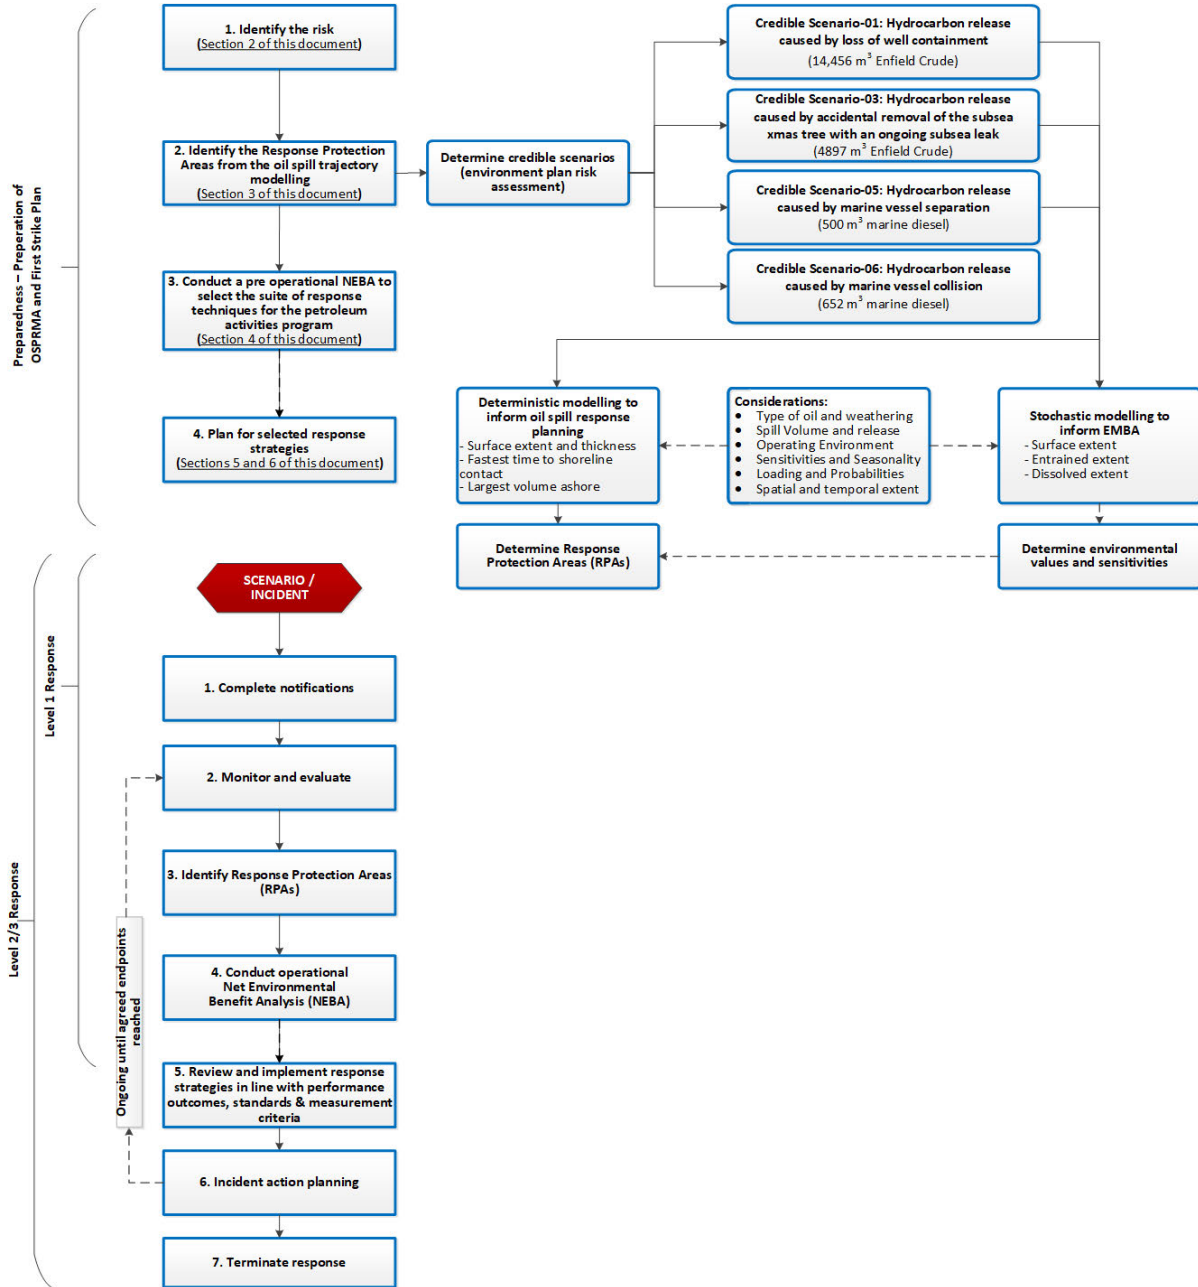 Preparedness – Preperation of
OSPRMA and First Strike Plan
1. Identify the risk
(Section 2 of this document)
2. Identify the Response Protection
Areas from the oil spill trajectory
modelling
(Section 3 of this document)
3. Conduct a pre operational NEBA to
select the suite of response
techniques for the petroleum
activities program
(Section 4 of this document)
4. Plan for selected response
strategies
(Sections 5 and 6 of this document)
Determine credible scenarios
(environment plan risk
assessment)
Credible Scenario-01: Hydrocarbon release
caused by loss of well containment
(14,456 m³ Enfield Crude)
Credible Scenario-03: Hydrocarbon release
caused by accidental removal of the subsea
xmas tree with an ongoing subsea leak
(4897 m³ Enfield Crude)
Credible Scenario-05: Hydrocarbon release
caused by marine vessel separation
(500 m³ marine diesel)
Credible Scenario-06: Hydrocarbon release
caused by marine vessel collision
(652 m³ marine diesel)
Deterministic modelling to
inform oil spill response
planning
- Surface extent and thickness
- Fastest time to shoreline
contact
- Largest volume ashore
Considerations:
● Type of oil and weathering
● Spill Volume and release
● Operating Environment
● Sensitivities and Seasonality
● Loading and Probabilities
● Spatial and temporal extent
Stochastic modelling to
inform EMBA
- Surface extent
- Entrained extent
- Dissolved extent
Determine Response
Protection Areas (RPAs)
Determine environmental
values and sensitivities
Level 2/3 Response
Level 1 Response
SCENARIO /
INCIDENT
1. Complete notifications
2. Monitor and evaluate
3. Identify Response Protection Areas
(RPAs)
4. Conduct operational
Net Environmental
Benefit Analysis (NEBA)
5. Review and implement response
strategies in line with performance
outcomes, standards & measurement
criteria
6. Incident action planning
7. Terminate response
Ongoing until agreed endpoints
reached